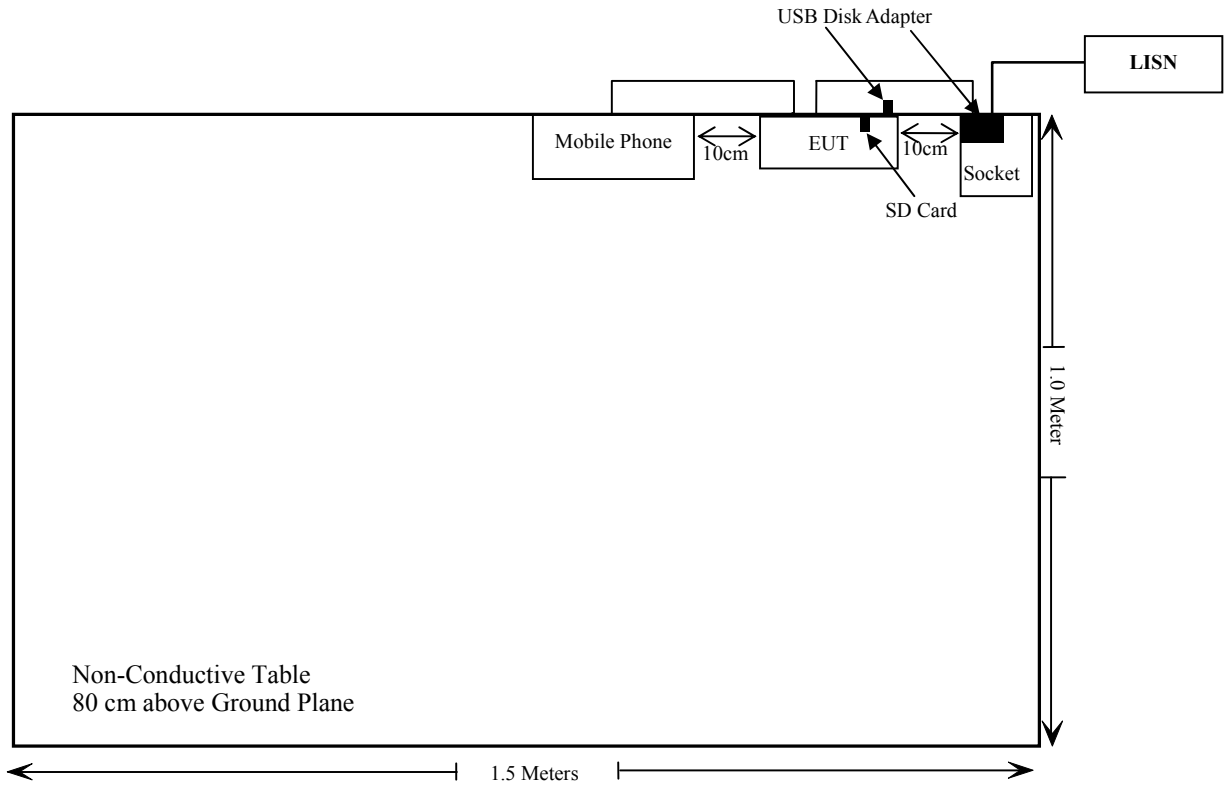 USB Disk Adapter
LISN
Mobile Phone
10cm
EUT
10cm
Socket
SD Card
1.0 Meter
Non-Conductive Table
80 cm above Ground Plane
1.5 Meters